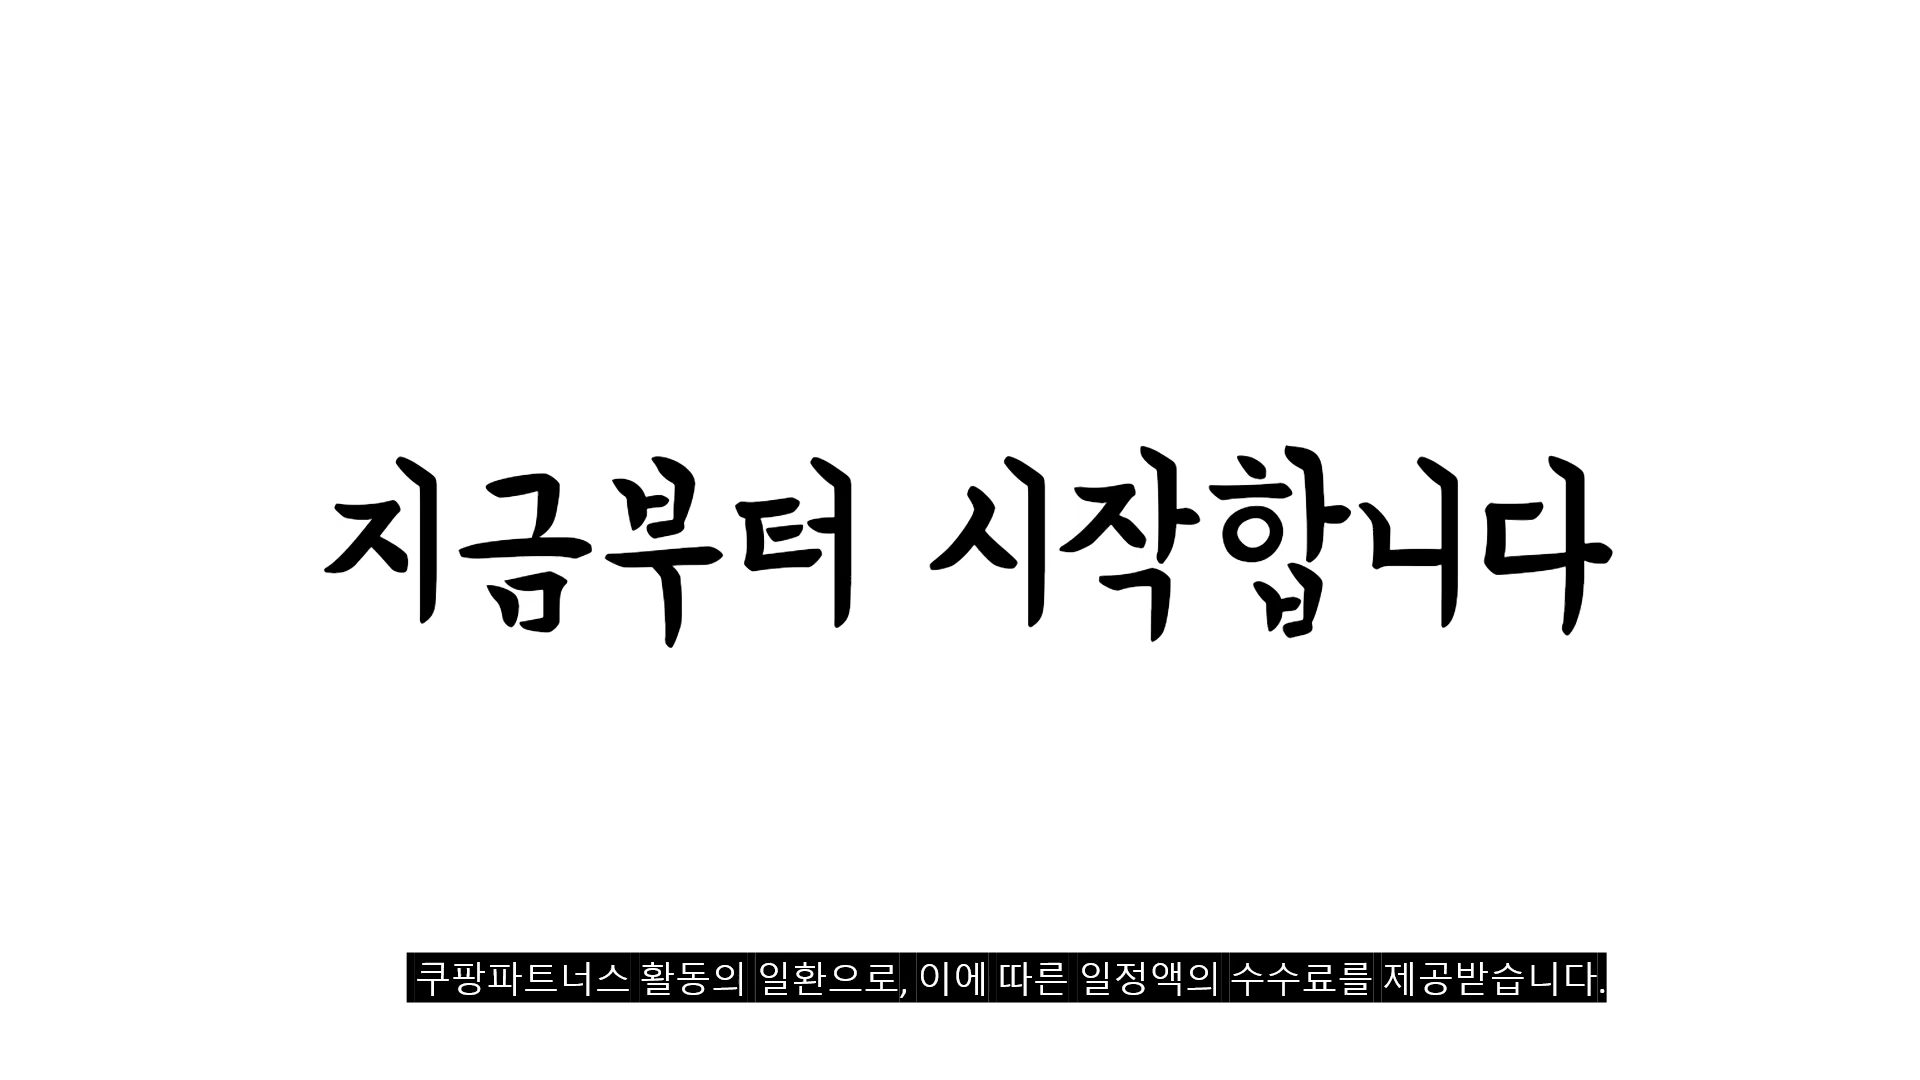 지금부터 시작합니다
쿠팡파트너스 활동의 일환으로, 이에 따른 일정액의 수수료를 제공받습니다.